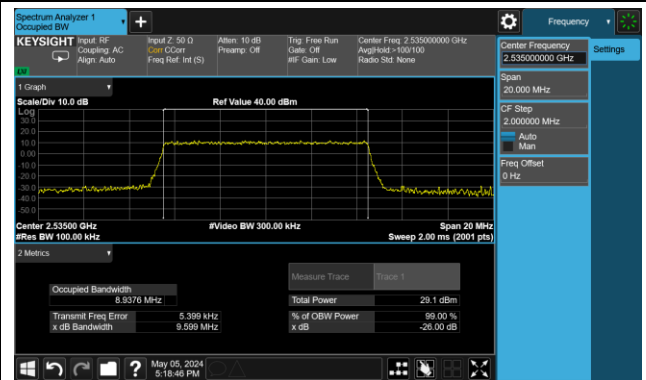 Spectrum Analyzer 1
Occupied BW
Frequency
KEYSIGHT
Input: RF
Coupling: AC
Align: Auto
Input Z: 50 Ω
Corr CCorr
Freq Ref: Int (S)
Atten: 10 dB
Preamp: Off
Trig: Free Run
Gate: Off
#IF Gain: Low
Center Freq: 2.535000000 GHz
Avg|Hold:>100/100
Radio Std: None
Center Frequency
2.535000000 GHz
Settings
Span
20.000 MHz
CF Step
2.000000 MHz
Auto
Man
Freq Offset
0 Hz
1 Graph
Scale/Div 10.0 dB
Ref Value 40.00 dBm
Log
30.0
20.0
10.0
0.00
-10.0
-20.0
-30.0
-40.0
-50.0
Center 2.53500 GHz
#Video BW 300.00 kHz
Span 20 MHz
#Res BW 100.00 kHz
Sweep 2.00 ms (2001 pts)
2 Metrics
Measure Trace
Trace 1
Occupied Bandwidth
8.9376 MHz
Total Power
29.1 dBm
Transmit Freq Error
5.399 kHz
% of OBW Power
99.00 %
x dB Bandwidth
9.599 MHz
x dB
-26.00 dB
?
May 05, 2024
5:18:46 PM